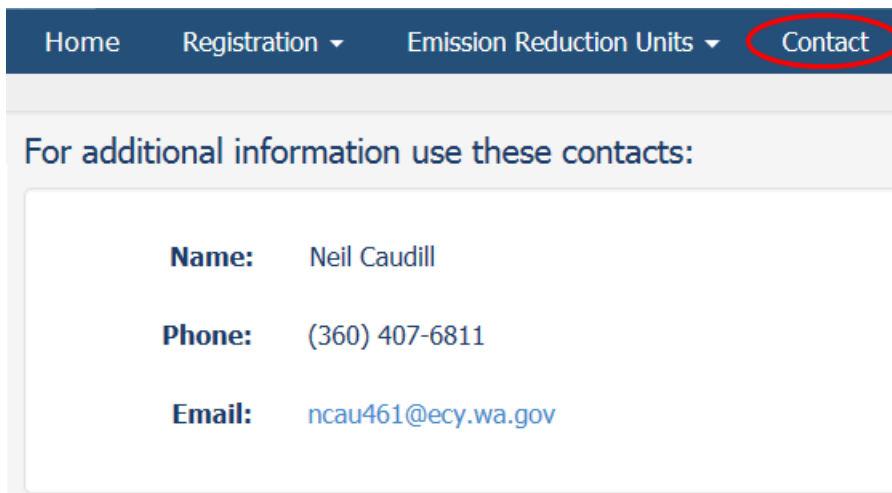 Home Registration Emission Reduction Units Contact
For additional information use these contacts:
Name: Neil Caudill
Phone: (360) 407-6811
Email: ncau461@ecy.wa.gov